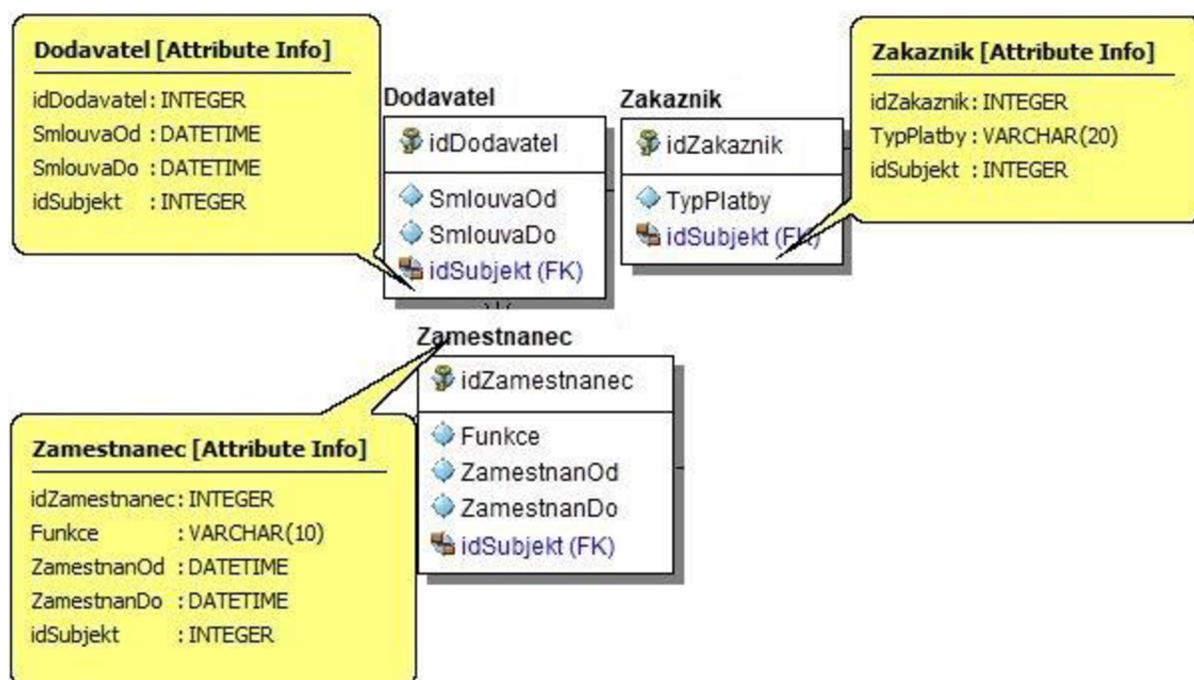 Dodavatel [Attribute Info]
idDodavatel : INTEGER
SmlouvaOd : DATETIME
SmlouvaDo : DATETIME
idSubjekt : INTEGER
Dodavatel
idDodavatel
SmlouvaOd
SmlouvaDo
idSubjekt (FK)
Zakaznik
idZakaznik
TypPlatby
idSubjekt (FK)
Zakaznik [Attribute Info]
idZakaznik : INTEGER
TypPlatby : VARCHAR(20)
idSubjekt : INTEGER
Zamestnanec
idZamestnanec
Funkce
ZamestnanOd
ZamestnanDo
idSubjekt (FK)
Zamestnanec [Attribute Info]
idZamestnanec : INTEGER
Funkce : VARCHAR(10)
ZamestnanOd : DATETIME
ZamestnanDo : DATETIME
idSubjekt : INTEGER